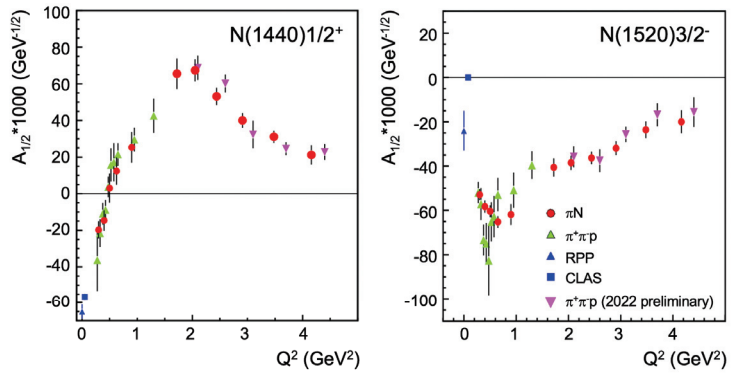 N(1440)1/2⁺
A₁/₂*1000 (GeV⁻¹/²)
100
80
60
40
20
0
-20
-40
-60
0
1
2
3
4
Q² (GeV²)
N(1520)3/2⁻
A₁/₂*1000 (GeV⁻¹/²)
20
0
-20
-40
-60
-80
-100
0
1
2
3
4
Q² (GeV²)
πN
π⁺π⁻p
RPP
CLAS
π⁺π⁻p (2022 preliminary)